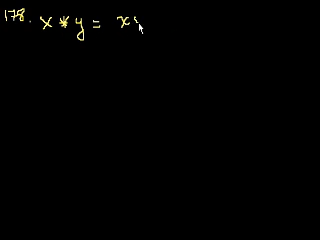 178. x * y = x